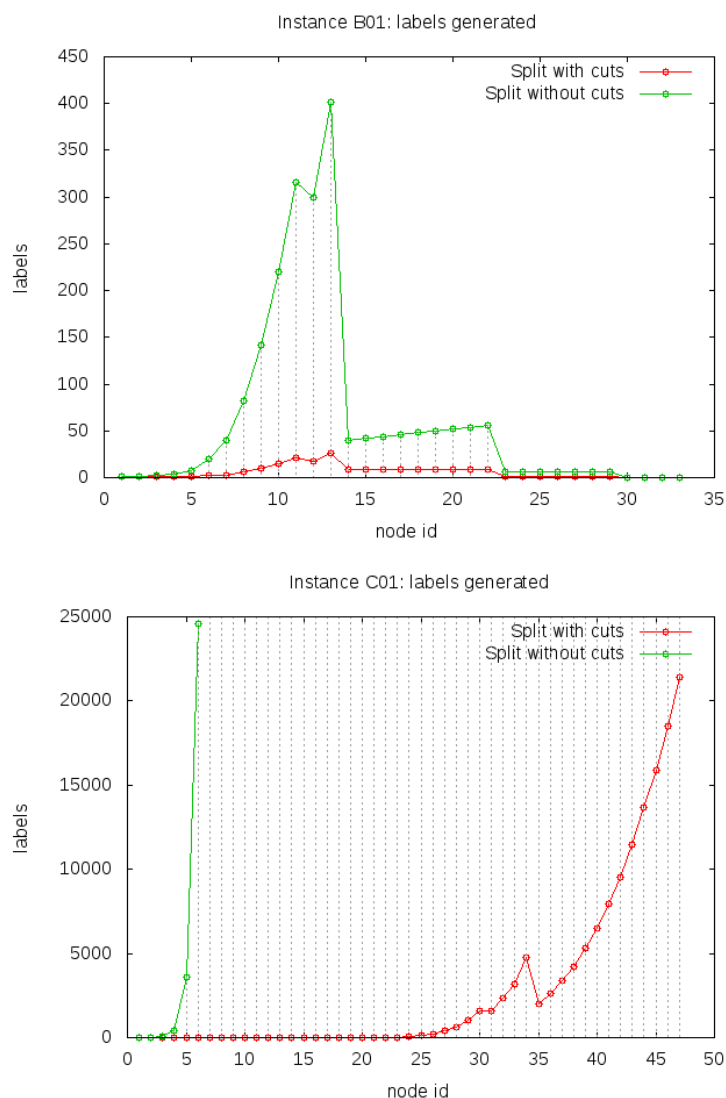 Instance B01: labels generated
450
400
350
300
250
200
150
100
50
0
labels
Split with cuts
Split without cuts
0 5 10 15 20 25 30 35
node id
Instance C01: labels generated
25000
20000
15000
10000
5000
0
labels
Split with cuts
Split without cuts
0 5 10 15 20 25 30 35 40 45 50
node id